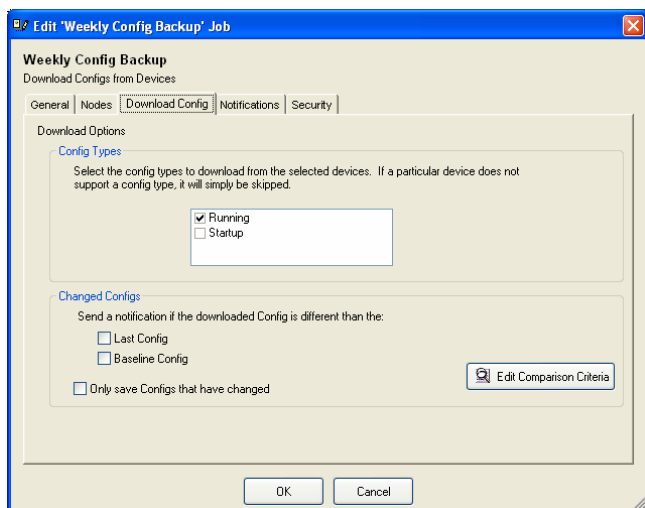 Edit 'Weekly Config Backup' Job
Weekly Config Backup
Download Configs from Devices
General Nodes Download Config Notifications Security
Download Options
Config Types
Select the config types to download from the selected devices. If a particular device does not
support a config type, it will simply be skipped.
Running
Startup
Changed Configs
Send a notification if the downloaded Config is different than the:
Last Config
Baseline Config
Only save Configs that have changed
Edit Comparison Criteria
OK Cancel